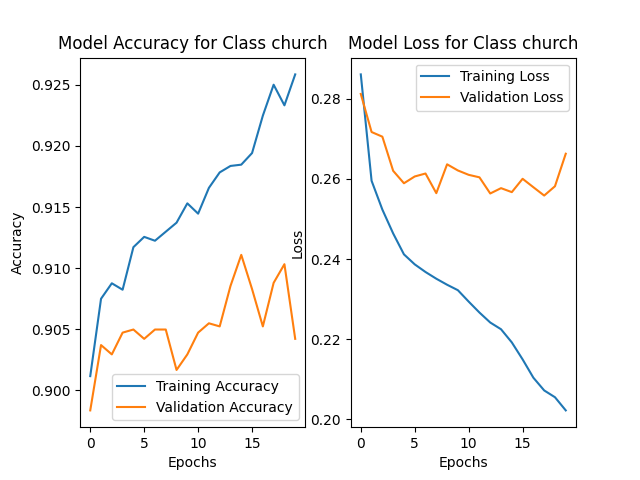 Model Accuracy for Class church
Accuracy
0.925
0.920
0.915
0.910
0.905
0.900
Training Accuracy
Validation Accuracy
0 5 10 15
Epochs
Model Loss for Class church
Loss
0.28
0.26
0.24
0.22
0.20
Training Loss
Validation Loss
0 5 10 15
Epochs